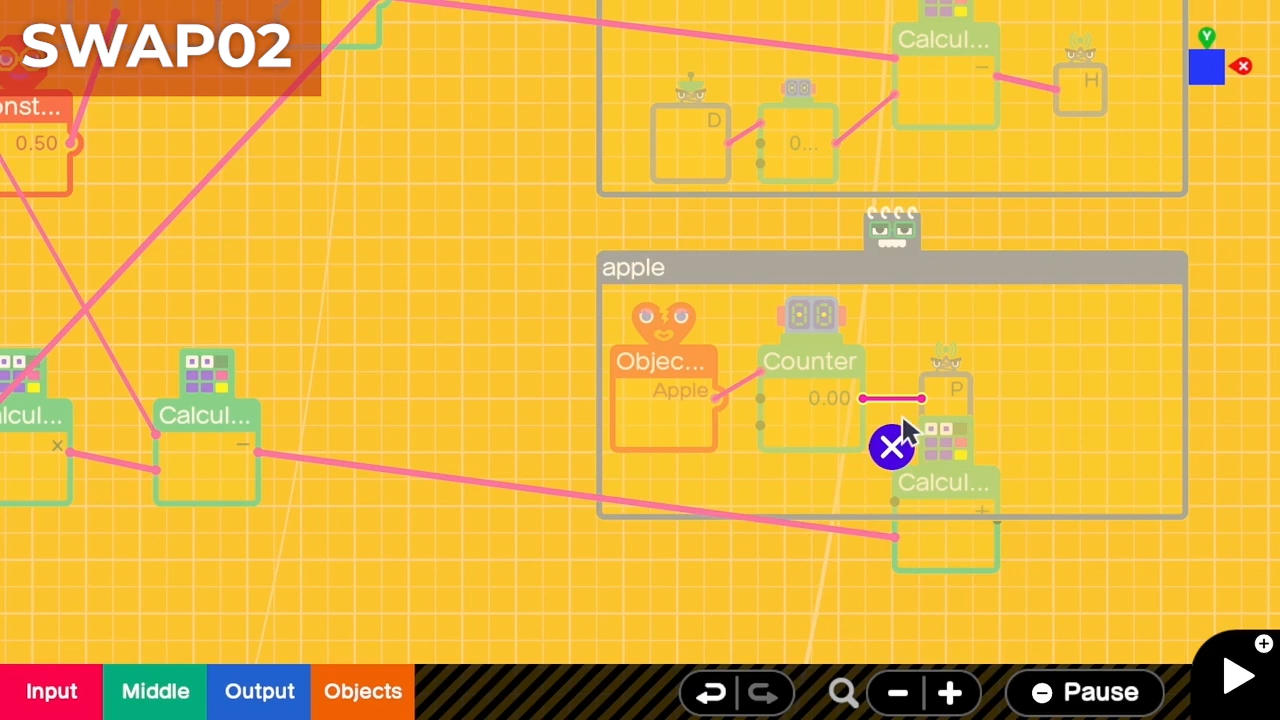 SWAP02
Calcul...
−
H
Y
onst...
0.50
D
0...
apple
Objec...
Apple
Counter
0.00
P
lcul...
×
Calcul...
−
Calcul...
+
Input
Middle
Output
Objects
Pause